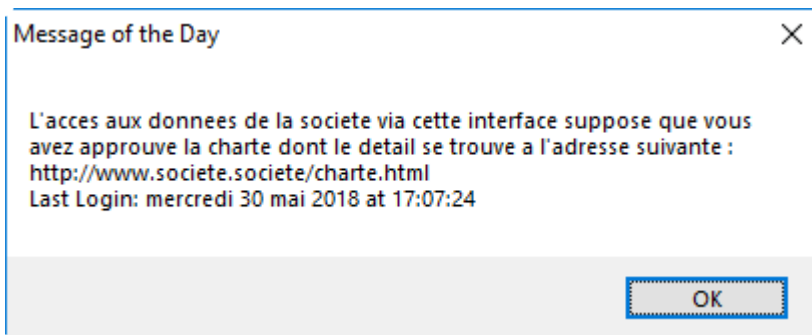 Message of the Day
L'acces aux donnees de la societe via cette interface suppose que vous
avez approuve la charte dont le detail se trouve a l'adresse suivante :
http://www.societe.societe/charte.html
Last Login: mercredi 30 mai 2018 at 17:07:24
OK